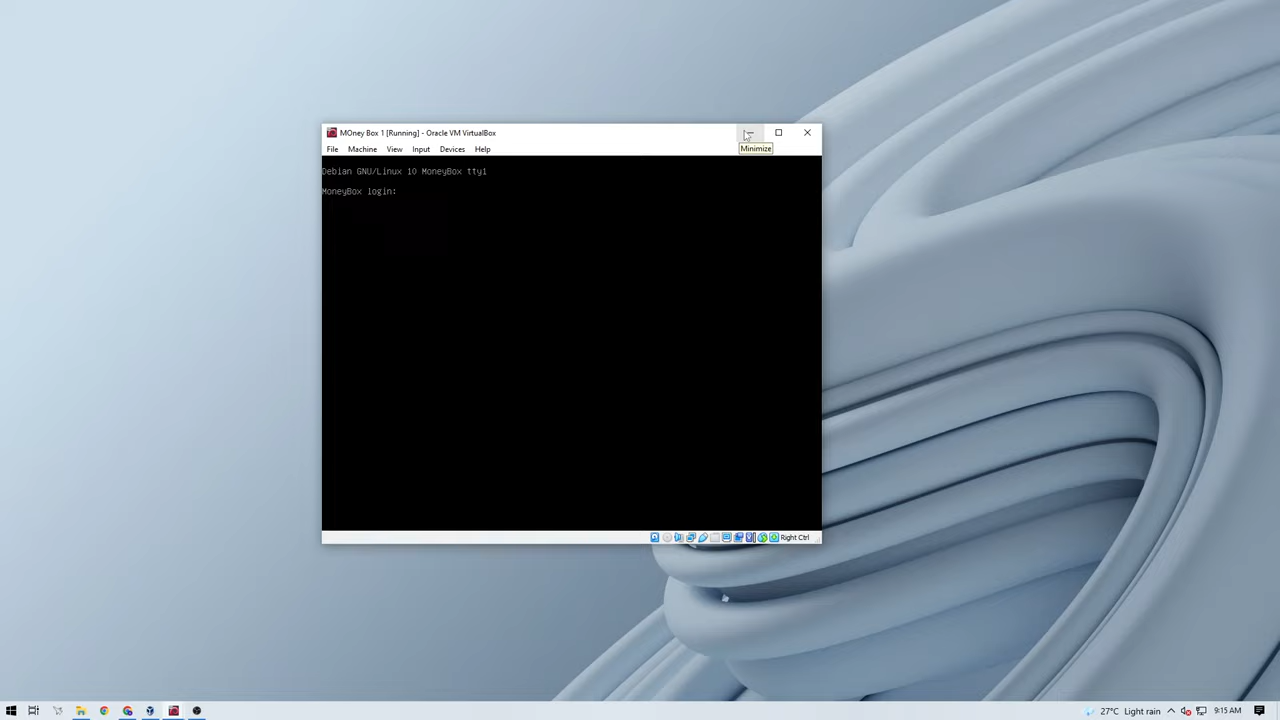 MOney Box 1 [Running] - Oracle VM VirtualBox
File Machine View Input Devices Help
Minimize
Debian GNU/Linux 10 MoneyBox tty1
MoneyBox login:
Right Ctrl
27°C Light rain 9:15 AM